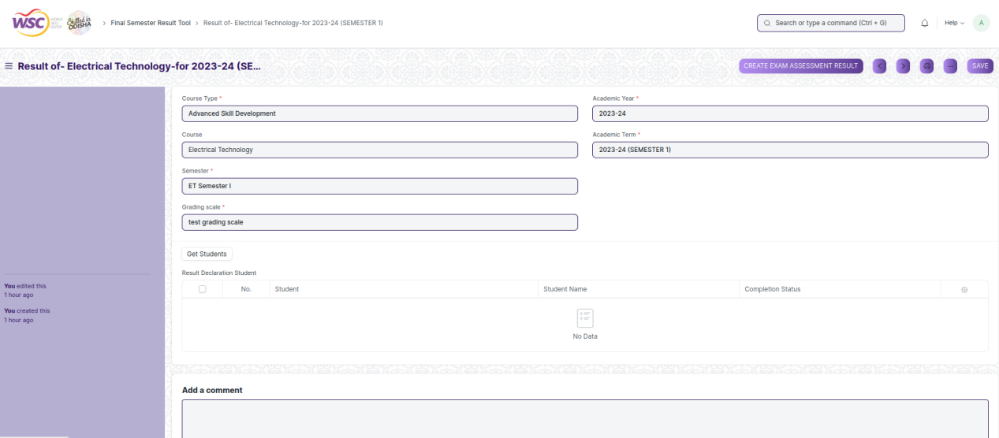 WSC WORLD SKILL CENTER Skilled in ODISHA > Final Semester Result Tool > Result of- Electrical Technology-for 2023-24 (SEMESTER 1) Search or type a command (Ctrl + G) Help A
Result of- Electrical Technology-for 2023-24 (SE... CREATE EXAM ASSESSMENT RESULT < > ... SAVE
Course Type * Academic Year *
Advanced Skill Development 2023-24
Course Academic Term *
Electrical Technology 2023-24 (SEMESTER 1)
Semester *
ET Semester I
Grading scale *
test grading scale
Get Students
Result Declaration Student
No. Student Student Name Completion Status
No Data
You edited this
1 hour ago
You created this
1 hour ago
Add a comment